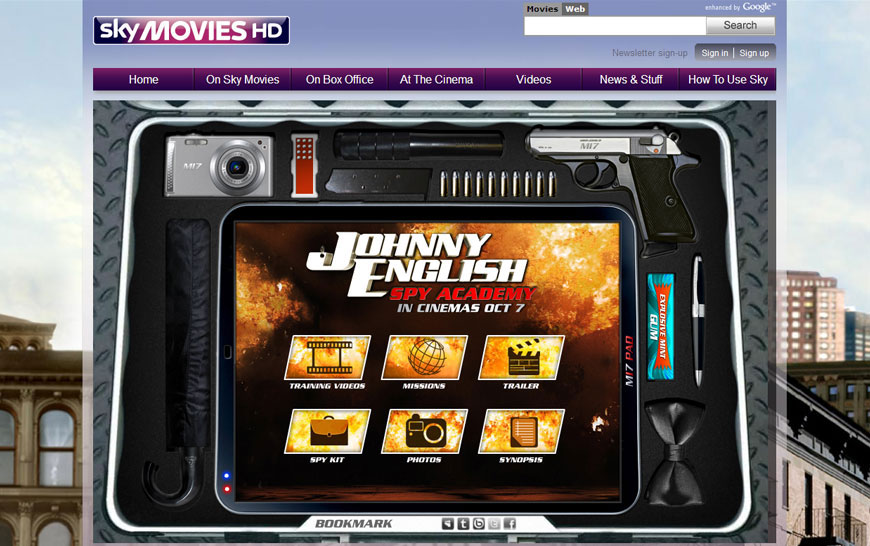 Movies Web
enhanced by Google™
sky MOVIES HD
Search
Newsletter sign-up Sign in | Sign up
Home On Sky Movies On Box Office At The Cinema Videos News & Stuff How To Use Sky
MI7
MI7
JOHNNY
ENGLISH
SPY ACADEMY
IN CINEMAS OCT 7
EXPLOSIVE MINT
GUM
MI7 PAD
TRAINING VIDEOS MISSIONS TRAILER
SPY KIT PHOTOS SYNOPSIS
BOOKMARK